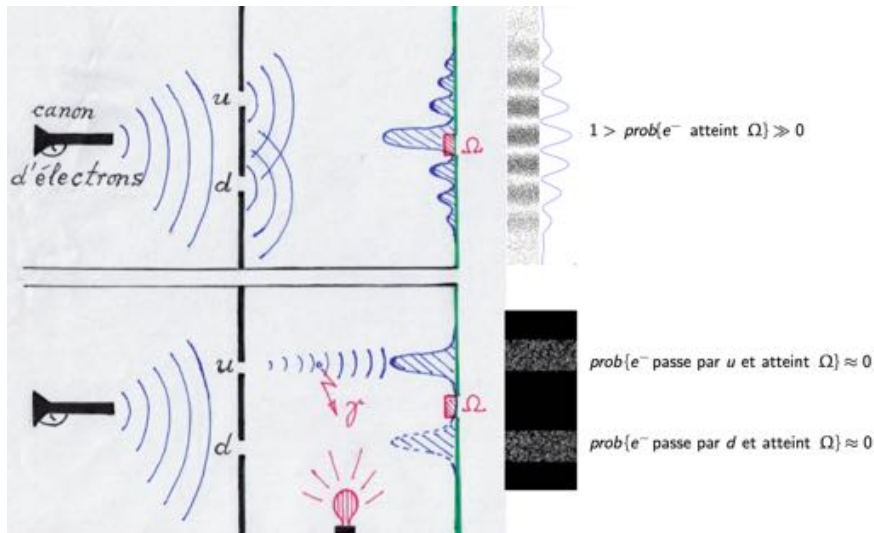 canon
d'électrons
u
d
Ω
1 > prob{e⁻ atteint Ω} ≫ 0
u
d
γ
Ω
prob{e⁻ passe par u et atteint Ω} ≈ 0
prob{e⁻ passe par d et atteint Ω} ≈ 0